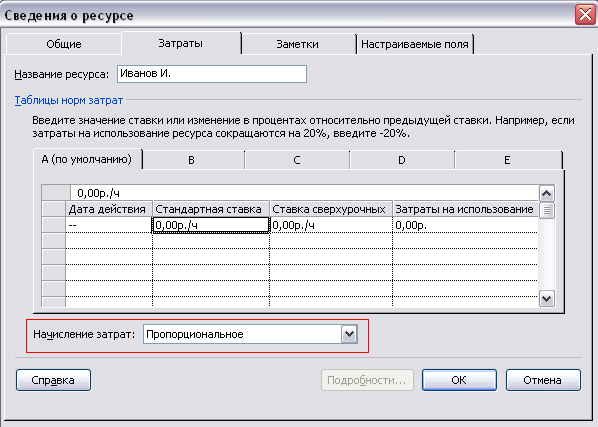 Сведения о ресурсе
Общие
Затраты
Заметки
Настраиваемые поля
Название ресурса:
Иванов И.
Таблицы норм затрат
Введите значение ставки или изменение в процентах относительно предыдущей ставки. Например, если
затраты на использование ресурса сокращаются на 20%, введите -20%.
A (по умолчанию)
B
C
D
E
0,00р./ч
Дата действия
Стандартная ставка
Ставка сверхурочных
Затраты на использование
--
0,00р./ч
0,00р./ч
0,00р.
Начисление затрат:
Пропорциональное
Справка
Подробности...
ОК
Отмена